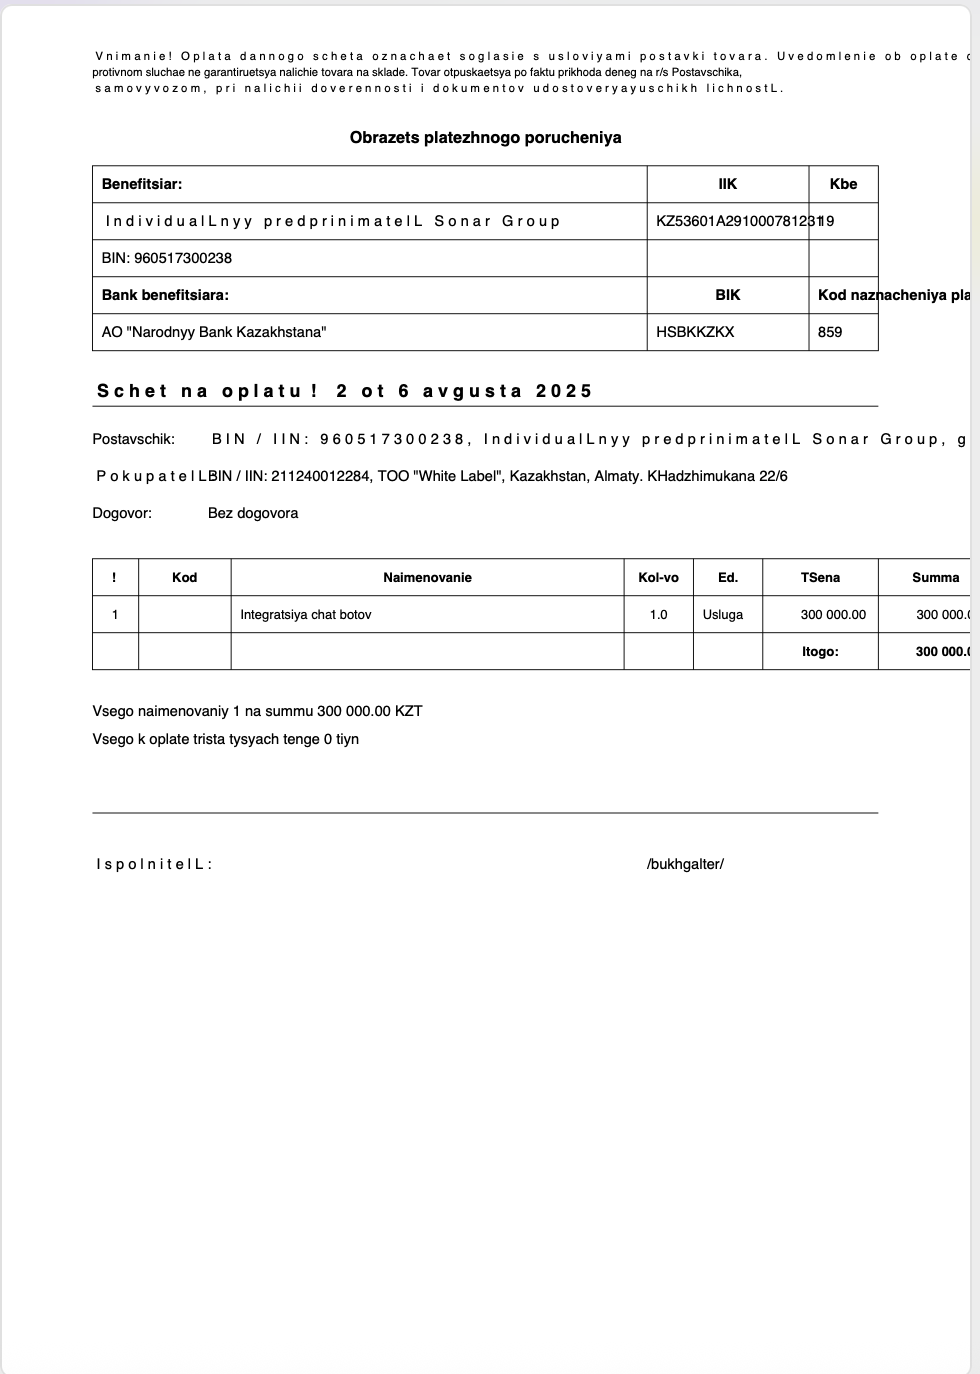 Vnimanie! Oplata dannogo scheta oznachaet soglasie s usloviyami postavki tovara. Uvedomlenie ob oplate
protivnom sluchae ne garantiruetsya nalichie tovara na sklade. Tovar otpuskaetsya po faktu prikhoda deneg na r/s Postavschika,
samovyvozom, pri nalichii doverennosti i dokumentov udostoveryayuschikh lichnostL.
Obrazets platezhnogo porucheniya
Benefitsiar: IIK Kbe
IndividualLnyy predprinimatelL Sonar Group KZ53601A291000781231 19
BIN: 960517300238
Bank benefitsiara: BIK Kod naznacheniya pla
AO "Narodnyy Bank Kazakhstana" HSBKKZKX 859
Schet na oplatu ! 2 ot 6 avgusta 2025
Postavschik: BIN / IIN: 960517300238, IndividualLnyy predprinimatelL Sonar Group, g
PokupatelL: BIN / IIN: 211240012284, TOO "White Label", Kazakhstan, Almaty. KHadzhimukana 22/6
Dogovor: Bez dogovora
! Kod Naimenovanie Kol-vo Ed. TSena Summa
1 Integratsiya chat botov 1.0 Usluga 300 000.00 300 000.0
Itogo: 300 000.0
Vsego naimenovaniy 1 na summu 300 000.00 KZT
Vsego k oplate trista tysyach tenge 0 tiyn
IspolnitelL: /bukhgalter/